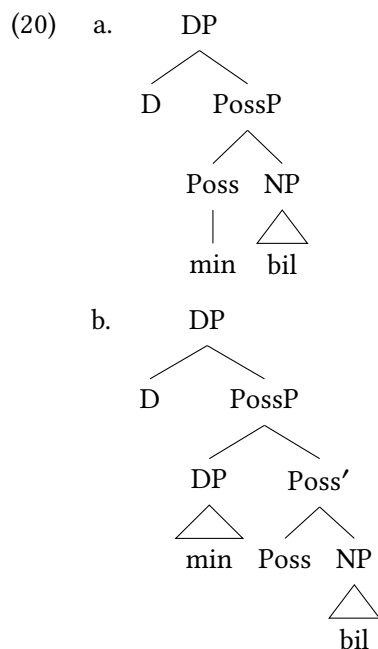 (20) a. DP
D PossP
Poss NP
min bil
b. DP
D PossP
DP Poss′
min Poss NP
bil